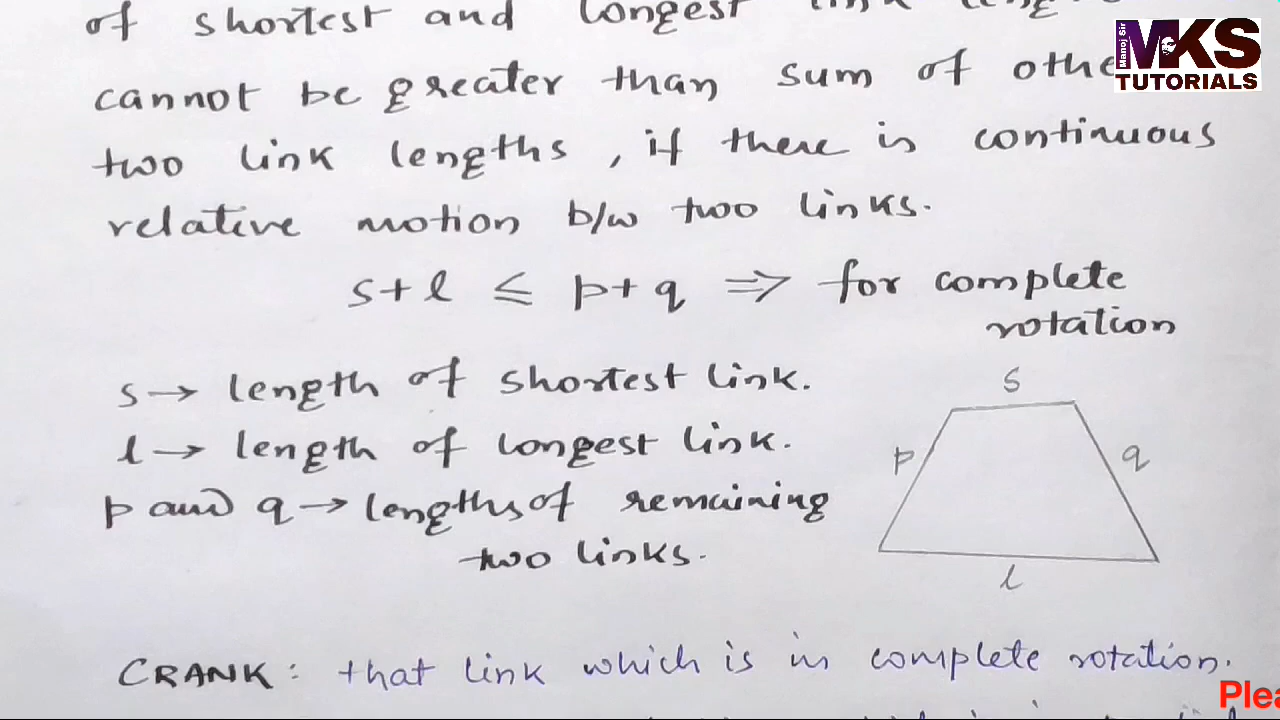 of shortest and longest link
cannot be greater than sum of othe
two link lengths, if there is continuous
relative motion b/w two links.
s+l ≤ p+q ⇒ for complete
rotation
s → length of shortest link.
l → length of longest link.
p and q → lengths of remaining
two links.
s
p
q
l
CRANK: that link which is in complete rotation.
Manoj Sir
MKS
TUTORIALS
Plea